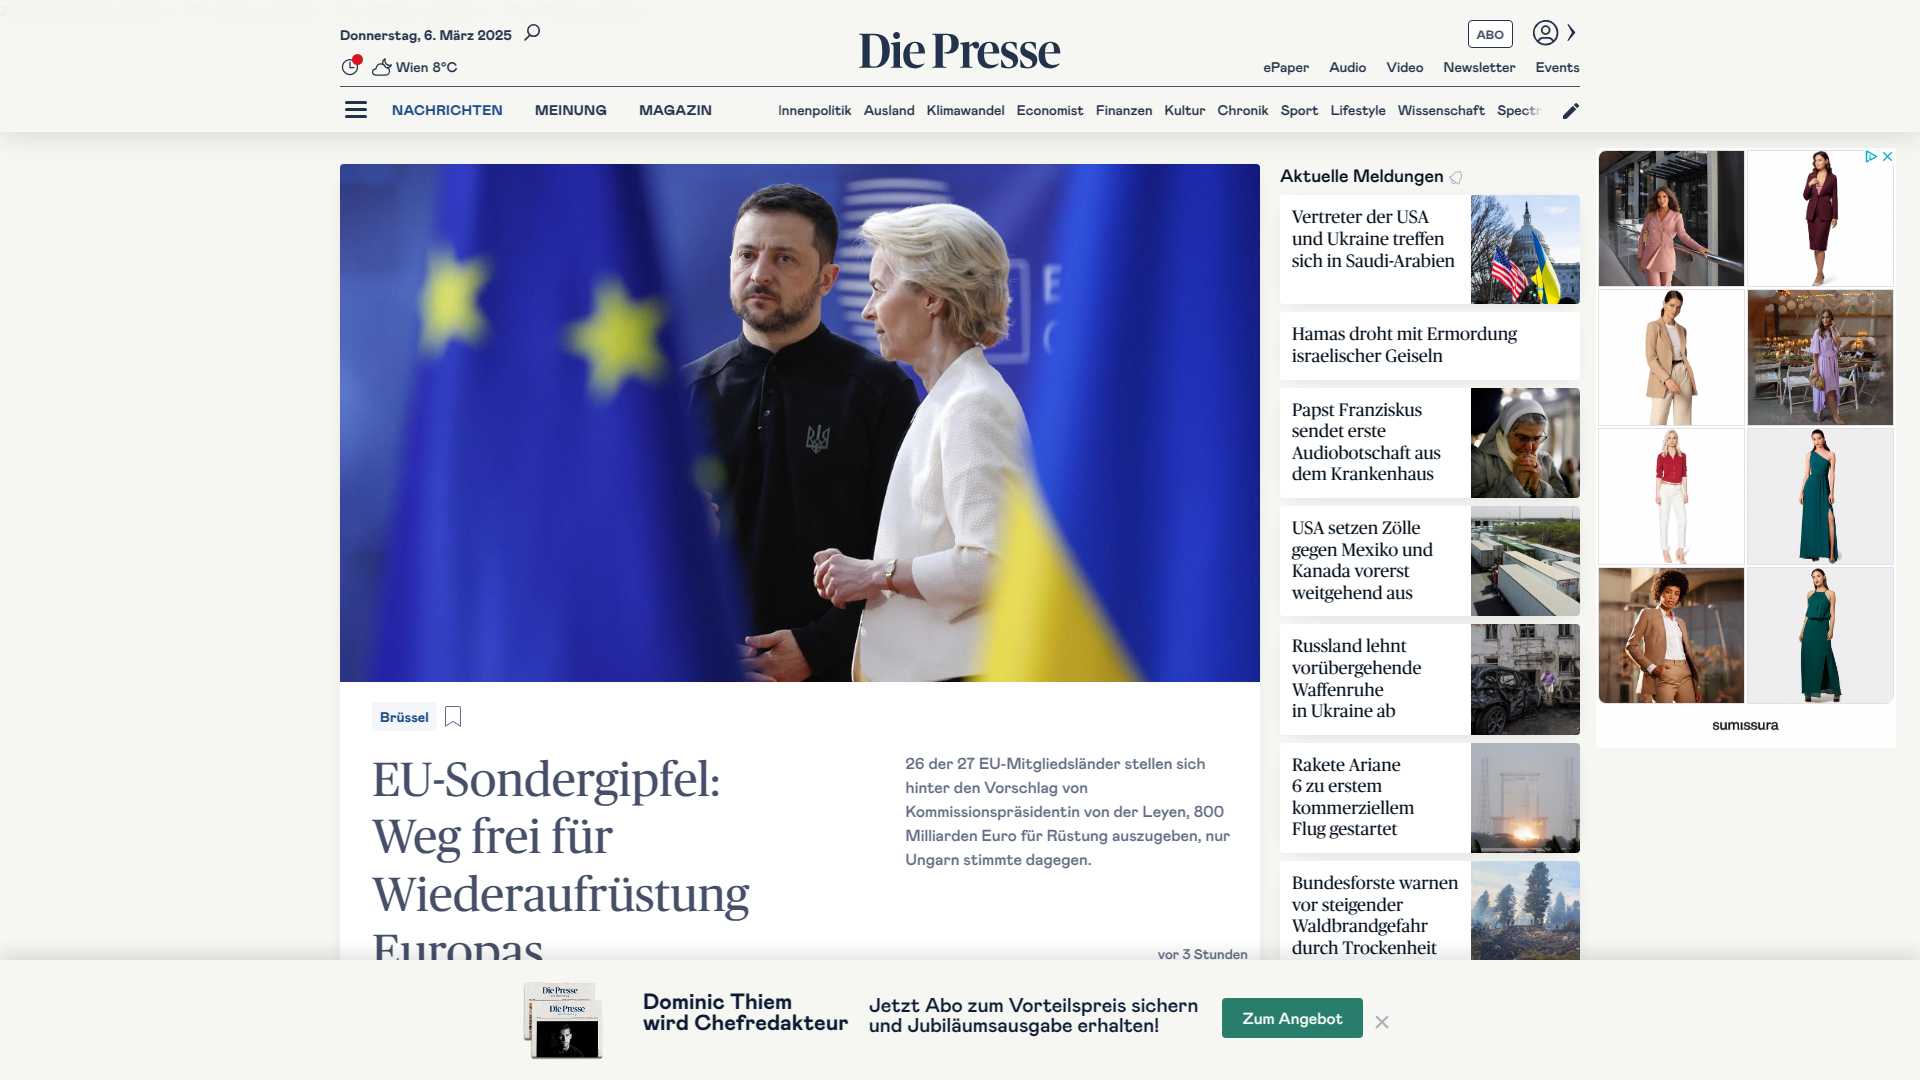 Donnerstag, 6. März 2025
Wien 8°C
Die Presse
ABO
ePaper
Audio
Video
Newsletter
Events
NACHRICHTEN
MEINUNG
MAGAZIN
Innenpolitik
Ausland
Klimawandel
Economist
Finanzen
Kultur
Chronik
Sport
Lifestyle
Wissenschaft
Spectr
Brüssel
EU-Sondergipfel:
Weg frei für
Wiederaufrüstung
Europas
26 der 27 EU-Mitgliedsländer stellen sich
hinter den Vorschlag von
Kommissionspräsidentin von der Leyen, 800
Milliarden Euro für Rüstung auszugeben, nur
Ungarn stimmte dagegen.
vor 3 Stunden
Aktuelle Meldungen
Vertreter der USA
und Ukraine treffen
sich in Saudi-Arabien
Hamas droht mit Ermordung
israelischer Geiseln
Papst Franziskus
sendet erste
Audiobotschaft aus
dem Krankenhaus
USA setzen Zölle
gegen Mexiko und
Kanada vorerst
weitgehend aus
Russland lehnt
vorübergehende
Waffenruhe
in Ukraine ab
Rakete Ariane
6 zu erstem
kommerziellem
Flug gestartet
Bundesforste warnen
vor steigender
Waldbrandgefahr
durch Trockenheit
sumissura
Die Presse
Die Presse
Dominic Thiem
wird Chefredakteur
Jetzt Abo zum Vorteilspreis sichern
und Jubiläumsausgabe erhalten!
Zum Angebot